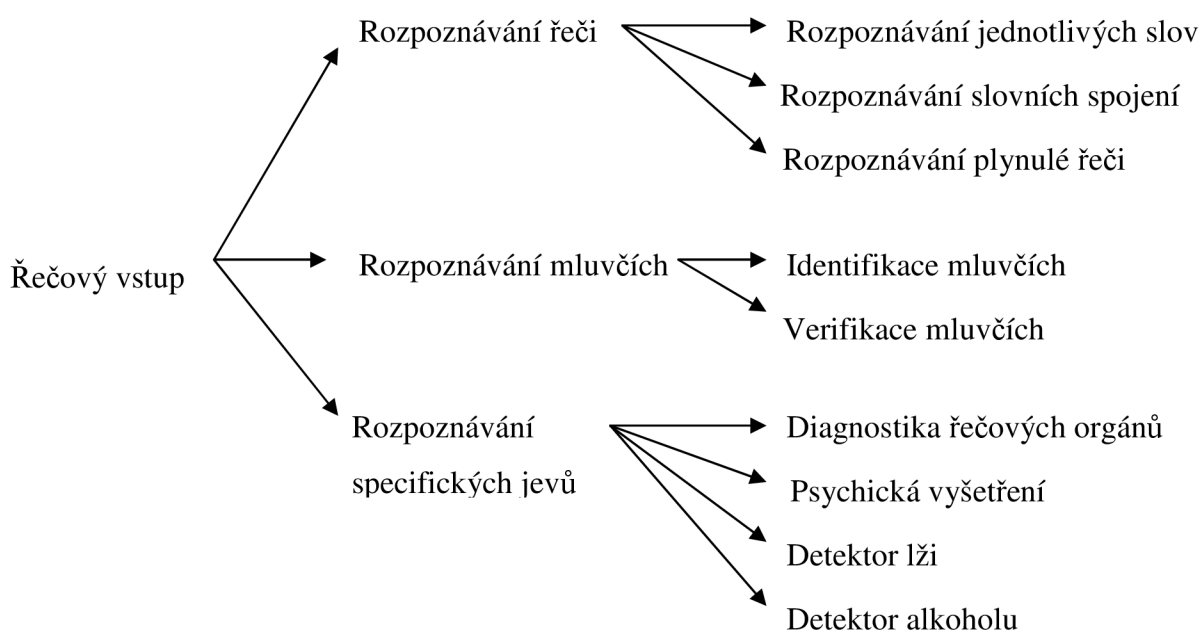 Rozpoznávání řeči
Rozpoznávání jednotlivých slov
Rozpoznávání slovních spojení
Rozpoznávání plynulé řeči
Řečový vstup
Rozpoznávání mluvčích
Identifikace mluvčích
Verifikace mluvčích
Rozpoznávání
specifických jevů
Diagnostika řečových orgánů
Psychická vyšetření
Detektor lži
Detektor alkoholu